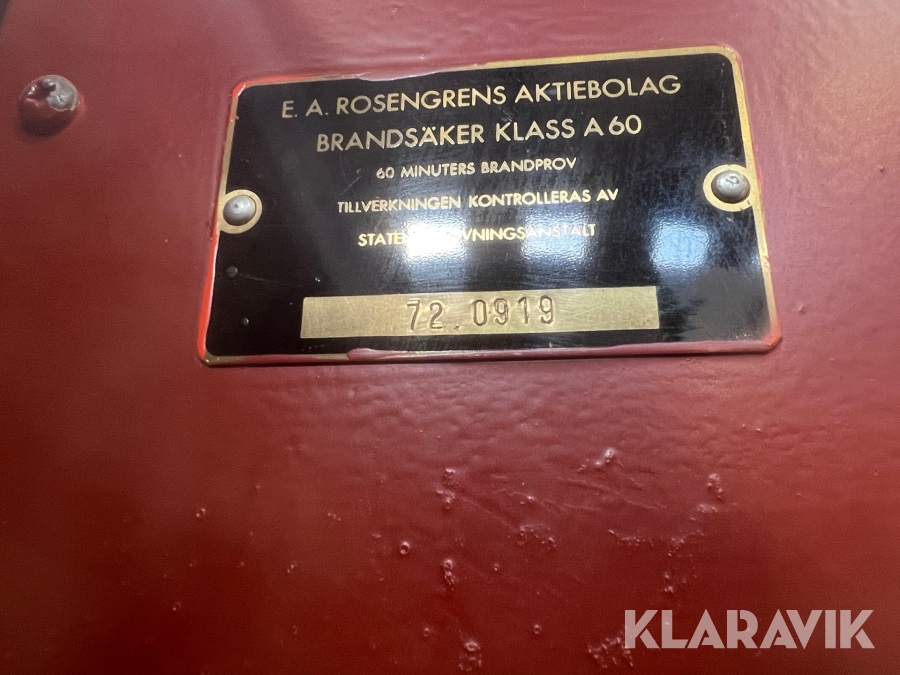 E. A. ROSENGRENS AKTIEBOLAG
BRANDSÄKER KLASS A 60
60 MINUTERS BRANDPROV
TILLVERKNINGEN KONTROLLERAS AV
72.0919
KLARAVIK